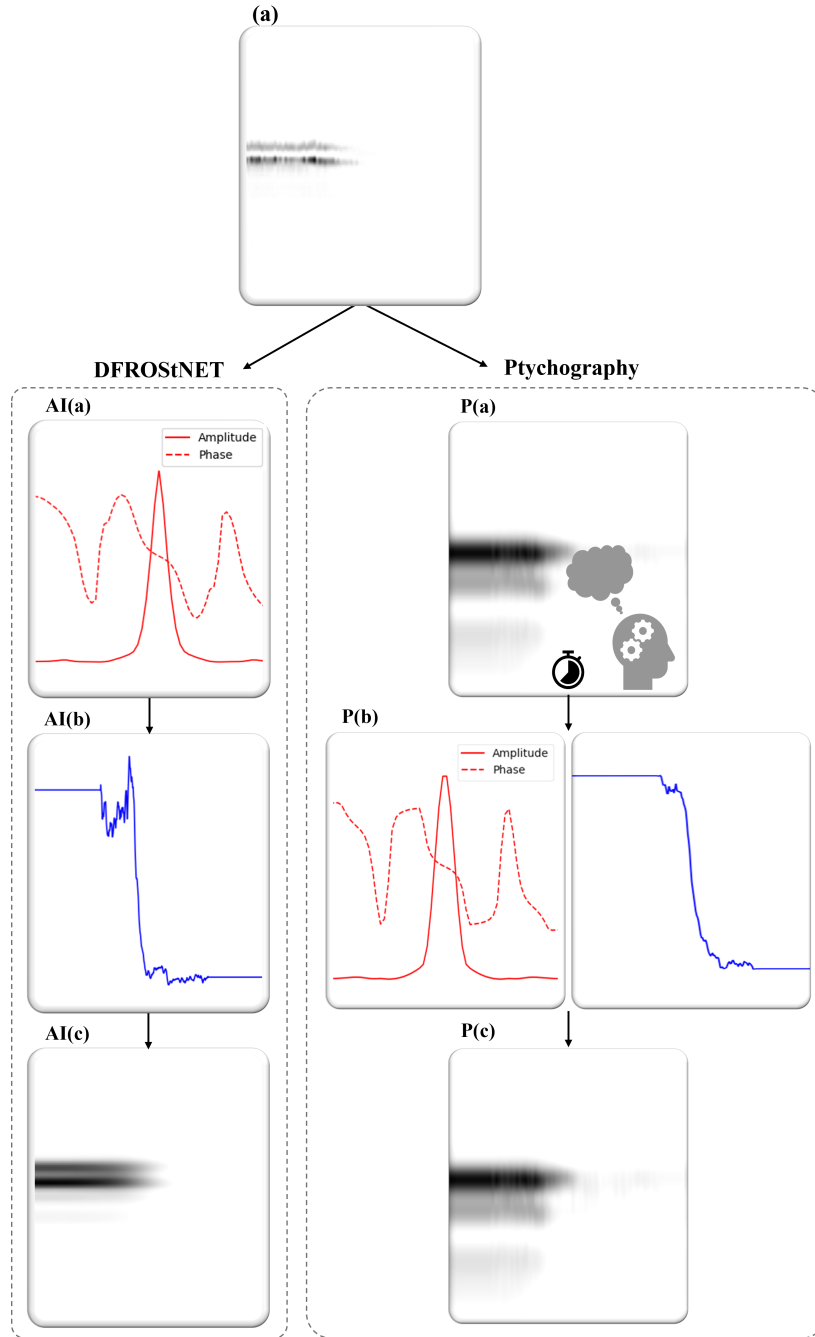 (a)
DFROStNET
Ptychography
AI(a)
Amplitude
Phase
P(a)
AI(b)
P(b)
Amplitude
Phase
AI(c)
P(c)